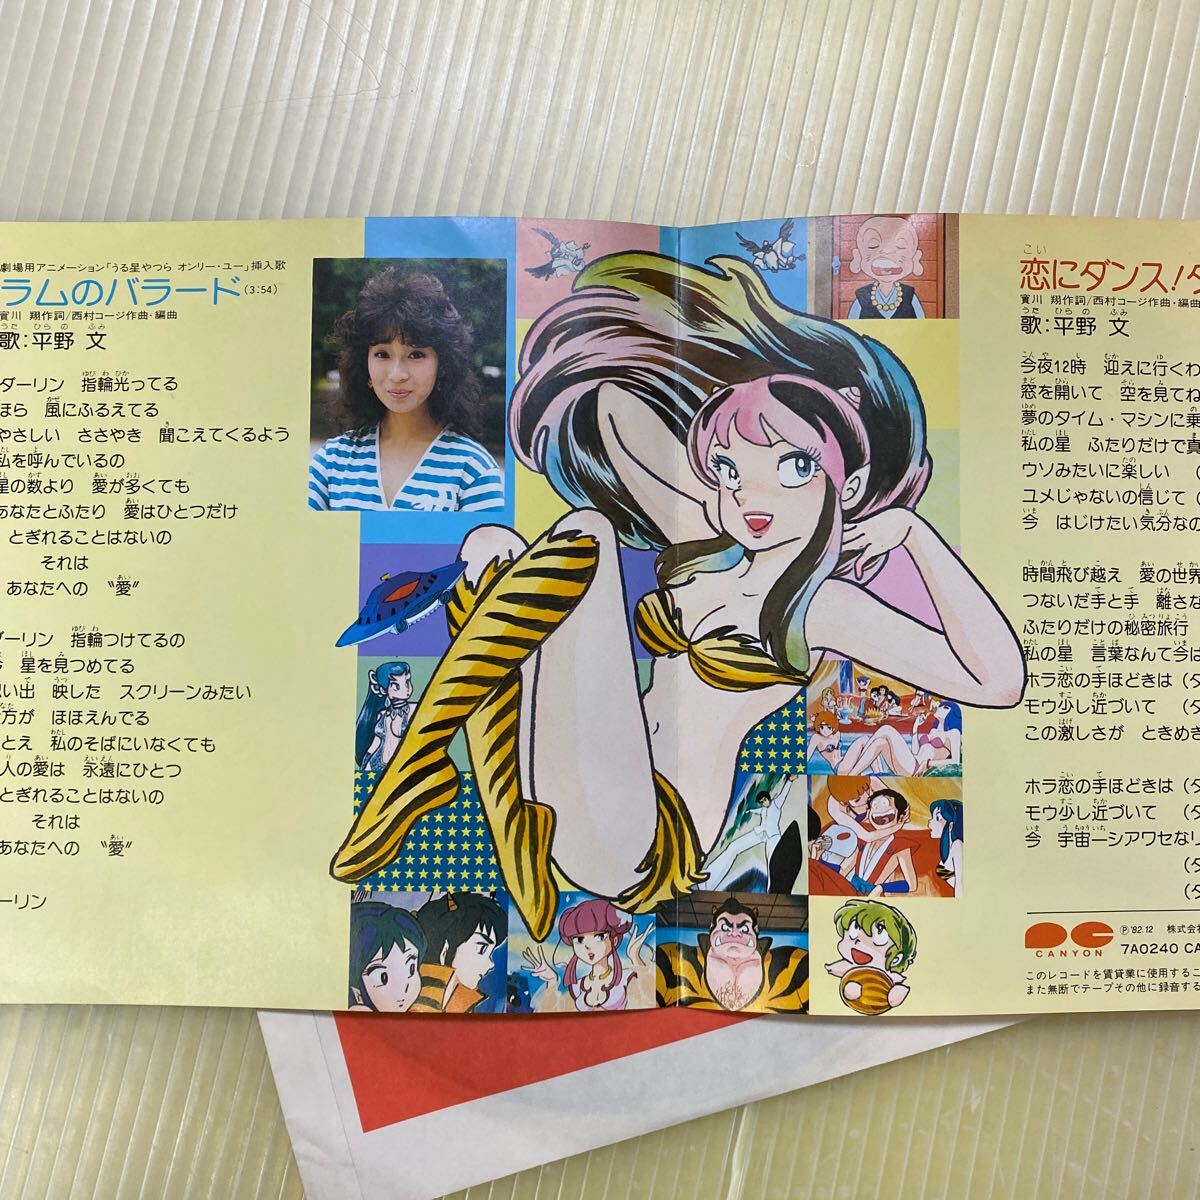 劇場用アニメーション「うる星やつら オンリー・ユー」挿入歌
ラムのバラード(3:54)
實川 翔作詞/西村コージ作曲・編曲
歌:平野 文
ダーリン 指輪光ってる
ほら 風にふるえてる
やさしい ささやき 聞こえてくるよう
私を呼んでいるの
星の数より 愛が多くても
あなたとふたり 愛はひとつだけ
とぎれることはないの
それは
あなたへの “愛”
ダーリン 指輪つけてるの
星を見つめてる
い出 映した スクリーンみたい
方が ほほえんでる
とえ 私のそばにいなくても
人の愛は 永遠にひとつ
とぎれることはないの
それは
あなたへの “愛”
ーリン
恋にダンス!
實川 翔作詞/西村コージ作曲・編曲
歌:平野 文
今夜12時 迎えに行くわ
窓を開いて 空を見てね
夢のタイム・マシンに乗
私の星 ふたりだけで真
ウソみたいに楽しい (
ユメじゃないの信じて(
今 はじけたい気分なの
時間飛び越え 愛の世界
つないだ手と手 離さな
ふたりだけの秘密旅行
私の星 言葉なんて今は
ホラ恋の手ほどきは (タ
モウ少し近づいて (タ
この激しさが ときめき
ホラ恋の手ほどきは (タ
モウ少し近づいて (タ
今 宇宙一シアワセな
(タ
(タ
CANYON
Ⓟ'82.12 株式会社
7A0240 CA
このレコードを賃貸業に使用するこ
また無断でテープその他に録音する